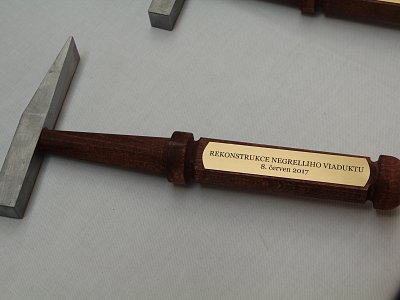 REKONSTRUKCE NEGRELLIHO VIADUKTU
8. červen 2017